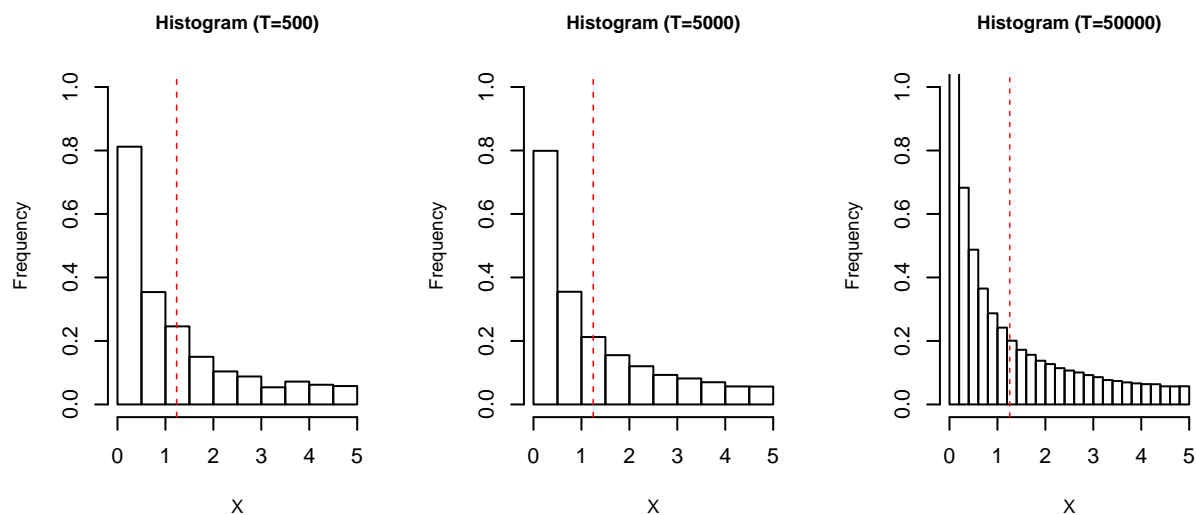 Histogram (T=500)
Frequency
0.0 0.2 0.4 0.6 0.8 1.0
0 1 2 3 4 5
X
Histogram (T=5000)
Frequency
0.0 0.2 0.4 0.6 0.8 1.0
0 1 2 3 4 5
X
Histogram (T=50000)
Frequency
0.0 0.2 0.4 0.6 0.8 1.0
0 1 2 3 4 5
X